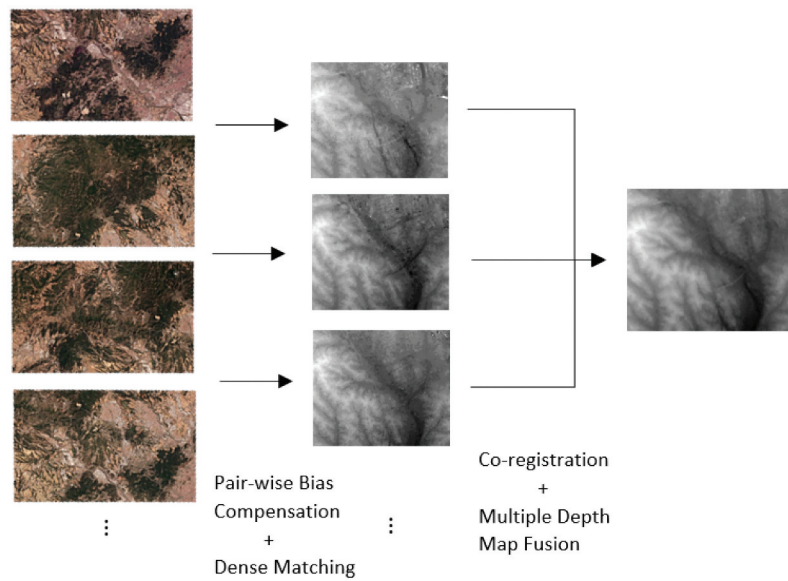 Pair-wise Bias
Compensation
+
Dense Matching
Co-registration
+
Multiple Depth
Map Fusion